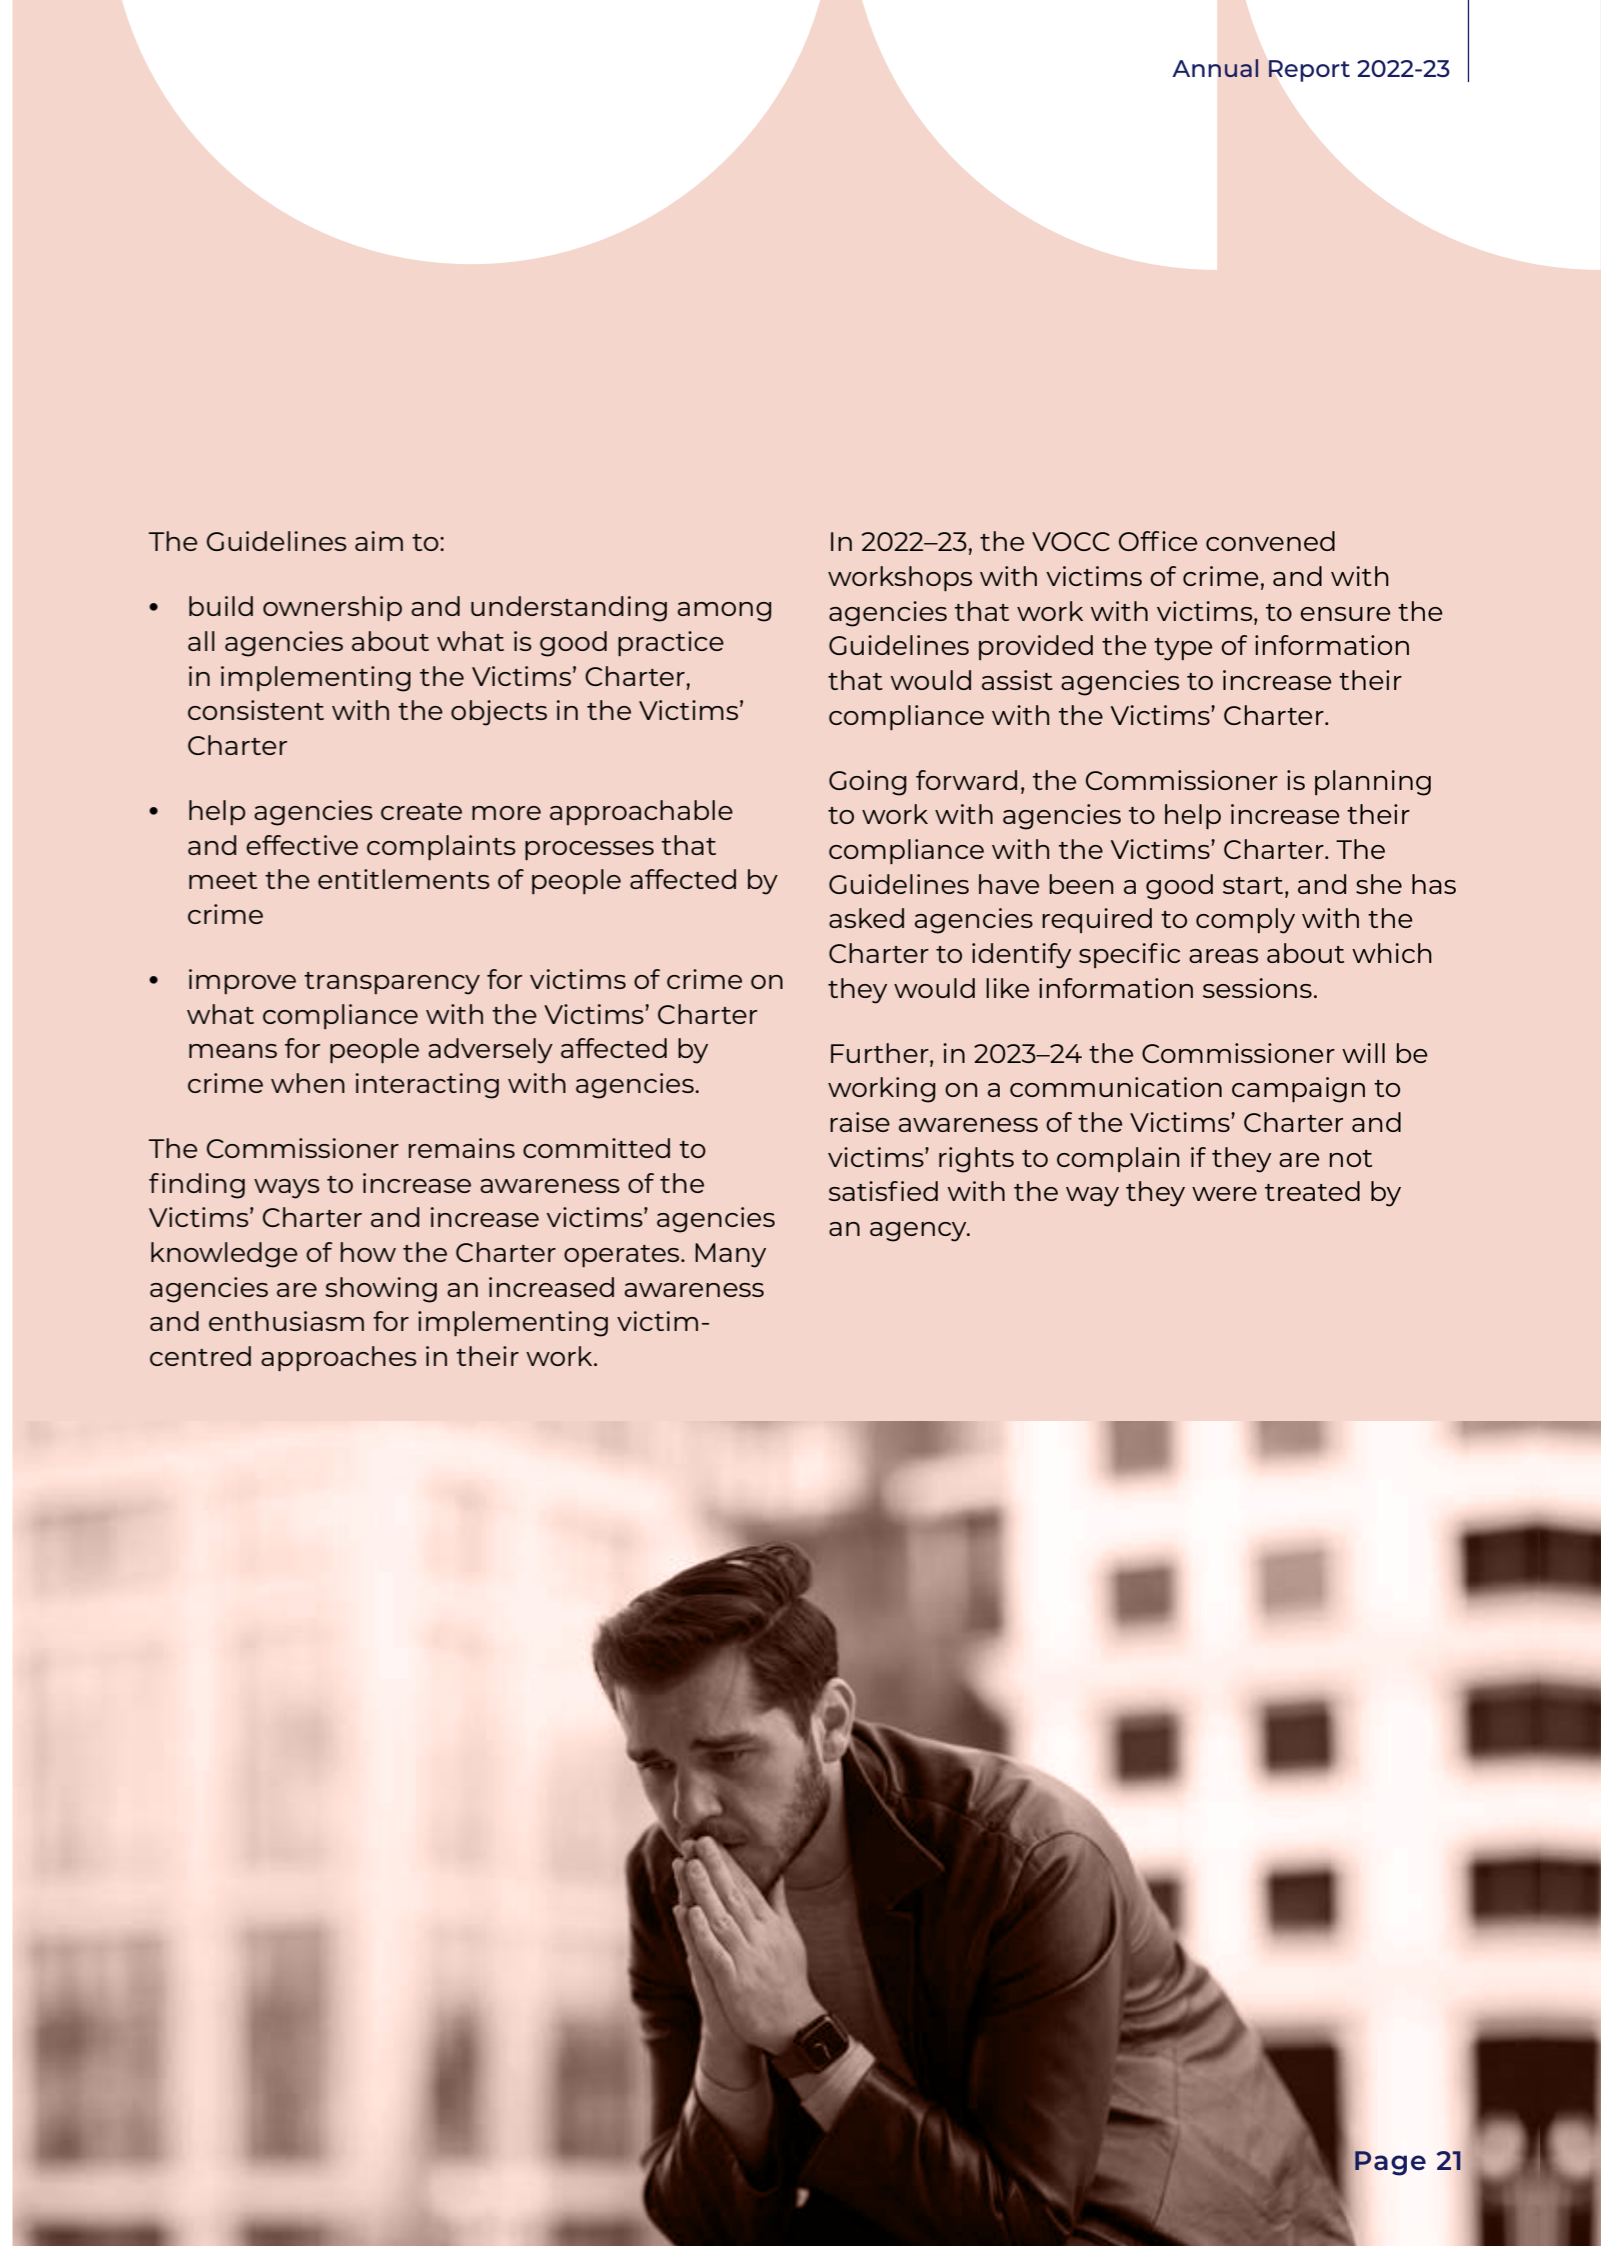 Annual Report 2022-23
The Guidelines aim to:
• build ownership and understanding among
all agencies about what is good practice
in implementing the Victims’ Charter,
consistent with the objects in the Victims’
Charter
• help agencies create more approachable
and effective complaints processes that
meet the entitlements of people affected by
crime
• improve transparency for victims of crime on
what compliance with the Victims’ Charter
means for people adversely affected by
crime when interacting with agencies.
The Commissioner remains committed to
finding ways to increase awareness of the
Victims’ Charter and increase victims’ agencies
knowledge of how the Charter operates. Many
agencies are showing an increased awareness
and enthusiasm for implementing victim-
centred approaches in their work.
In 2022–23, the VOCC Office convened
workshops with victims of crime, and with
agencies that work with victims, to ensure the
Guidelines provided the type of information
that would assist agencies to increase their
compliance with the Victims’ Charter.
Going forward, the Commissioner is planning
to work with agencies to help increase their
compliance with the Victims’ Charter. The
Guidelines have been a good start, and she has
asked agencies required to comply with the
Charter to identify specific areas about which
they would like information sessions.
Further, in 2023–24 the Commissioner will be
working on a communication campaign to
raise awareness of the Victims’ Charter and
victims’ rights to complain if they are not
satisfied with the way they were treated by
an agency.
Page 21